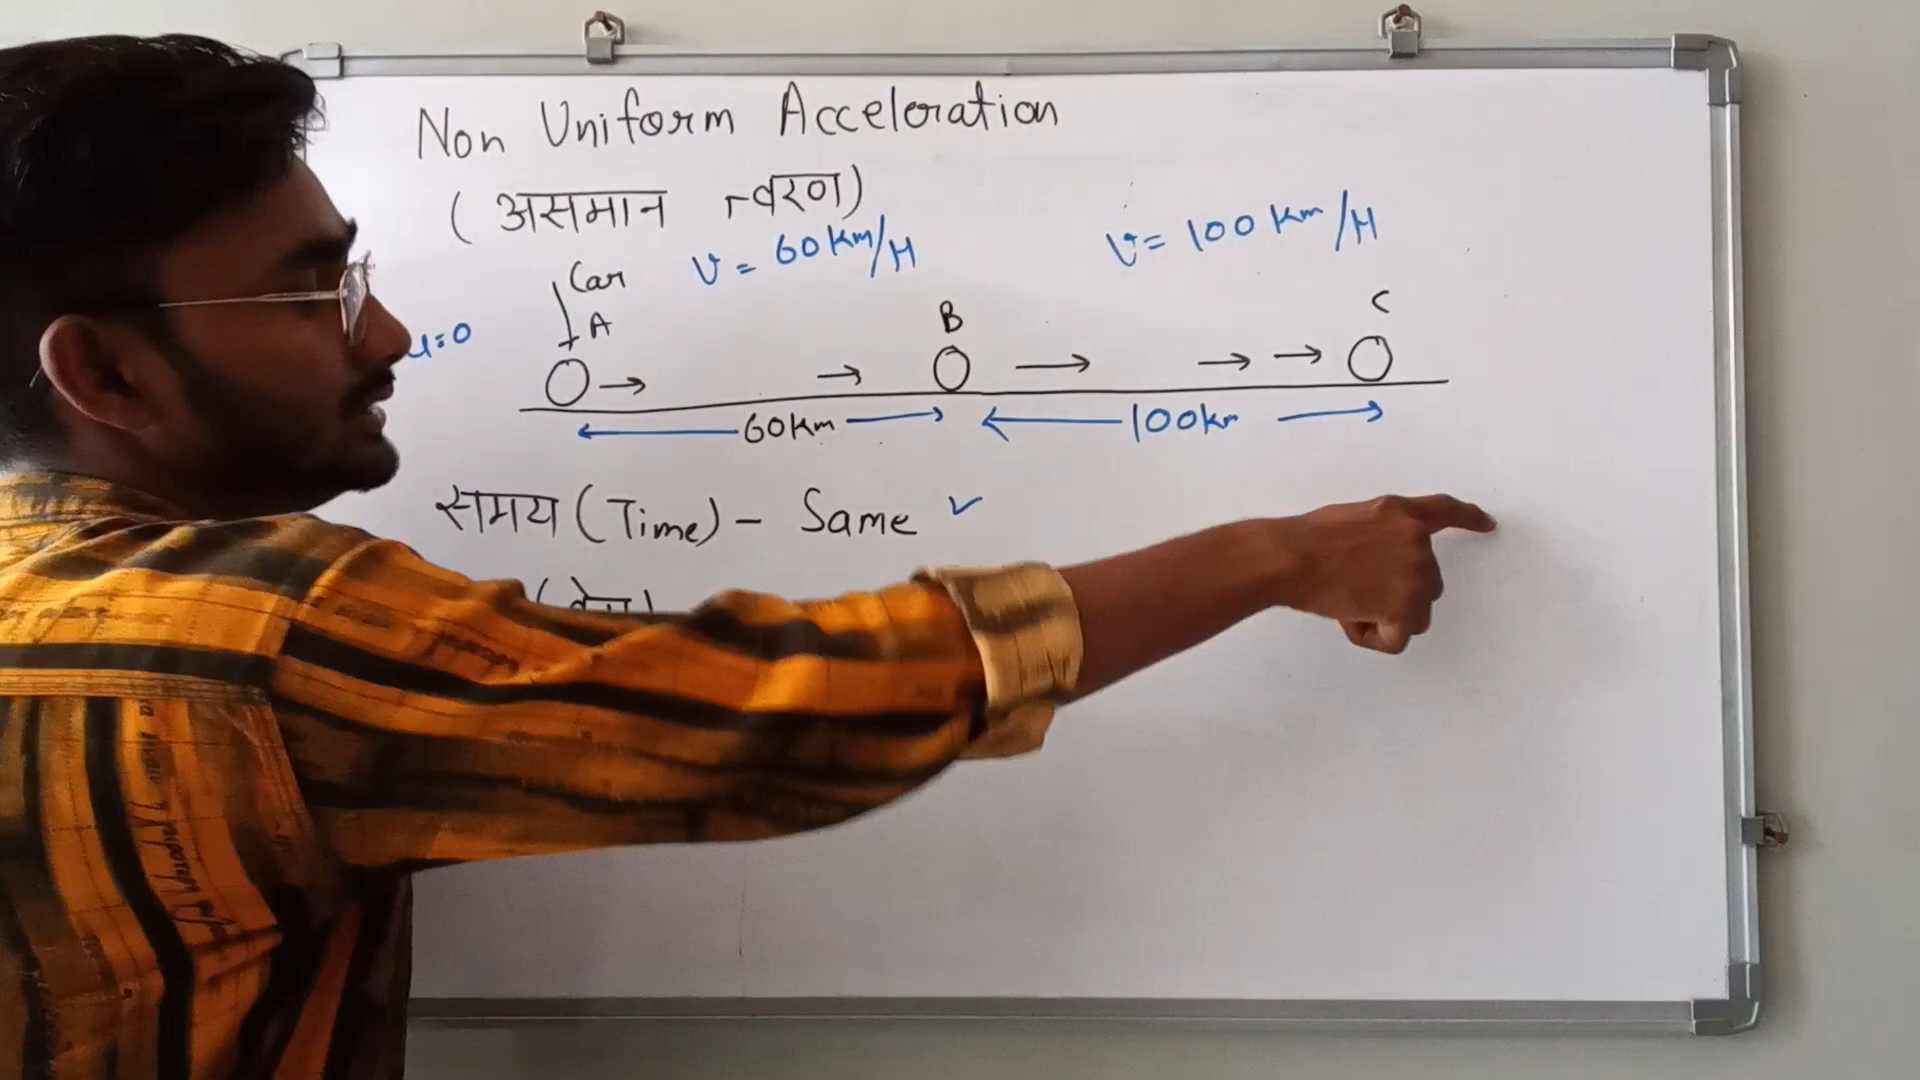 Non Uniform Acceleration
(असमान त्वरण)
V = 60 Km/H
V = 100 Km/H
Car
u=0
A
B
C
60 Km
100 Km
समय (Time) - Same ✓